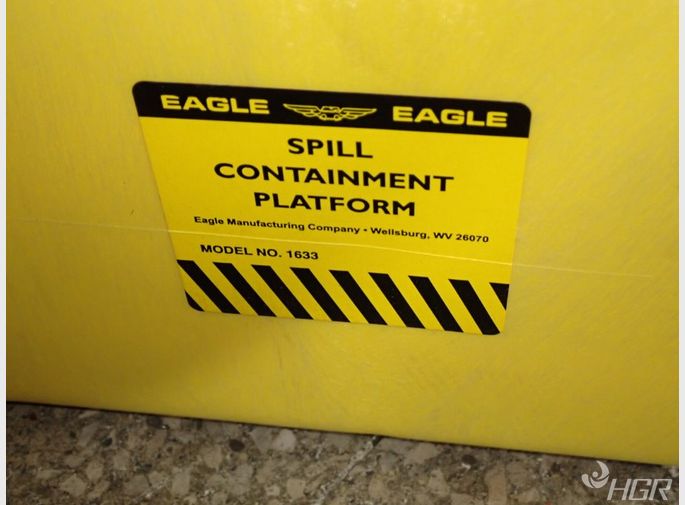 EAGLE EAGLE
SPILL
CONTAINMENT
PLATFORM
Eagle Manufacturing Company • Wellsburg, WV 26070
MODEL NO. 1633
HGR